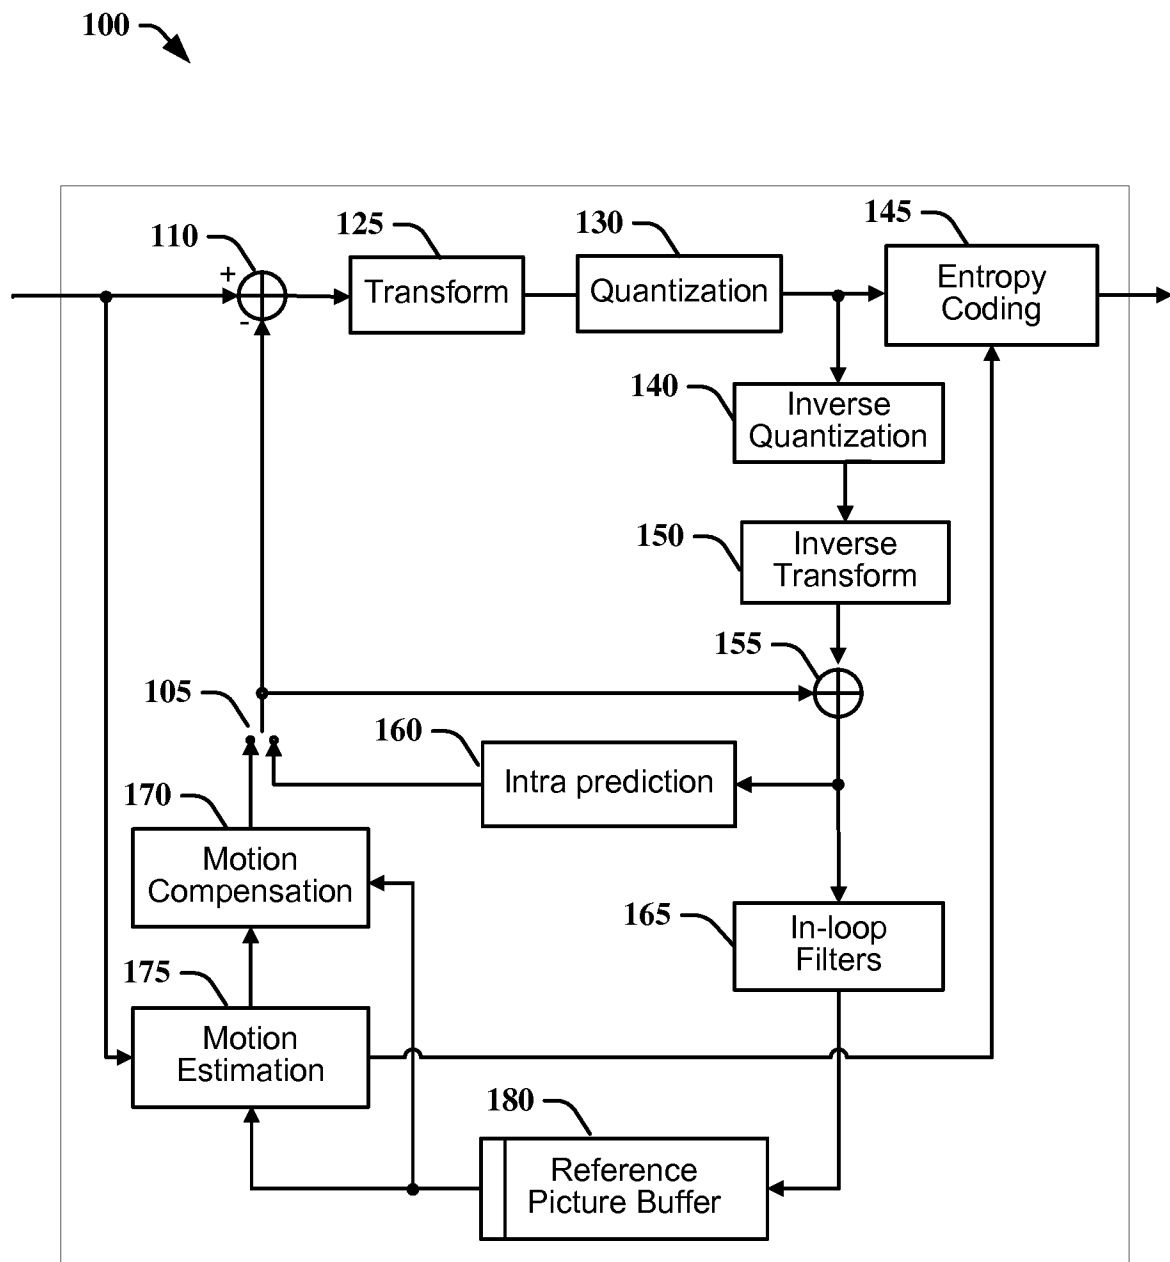 100
110
125
130
145
+
-
Transform
Quantization
Entropy
Coding
140
Inverse
Quantization
150
Inverse
Transform
155
105
160
Intra prediction
170
Motion
Compensation
165
In-loop
Filters
175
Motion
Estimation
180
Reference
Picture Buffer